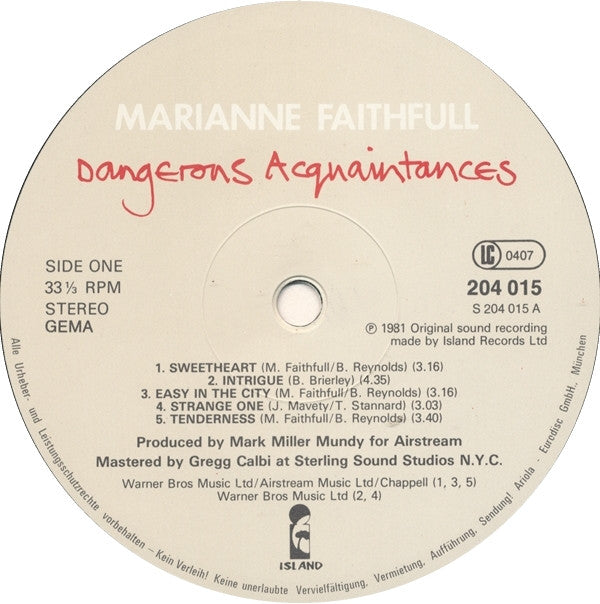 MARIANNE FAITHFULL
Dangerous Acquaintances
SIDE ONE
33 ⅓ RPM
STEREO
GEMA
LC 0407
204 015
S 204 015 A
℗ 1981 Original sound recording
made by Island Records Ltd
1. SWEETHEART (M. Faithfull/B. Reynolds) (3.16)
2. INTRIGUE (B. Brierley) (4.35)
3. EASY IN THE CITY (M. Faithfull/B. Reynolds) (3.16)
4. STRANGE ONE (J. Mavety/T. Stannard) (3.03)
5. TENDERNESS (M. Faithfull/B. Reynolds) (3.40)
Produced by Mark Miller Mundy for Airstream
Mastered by Gregg Calbi at Sterling Sound Studios N.Y.C.
Warner Bros Music Ltd/Airstream Music Ltd/Chappell (1, 3, 5)
Warner Bros Music Ltd (2, 4)
ISLAND
Alle Urheber- und Leistungsschutzrechte vorbehalten – Kein Verleih! Keine unerlaubte Vervielfältigung, Vermietung, Aufführung, Sendung! Ariola - Eurodisc GmbH., München